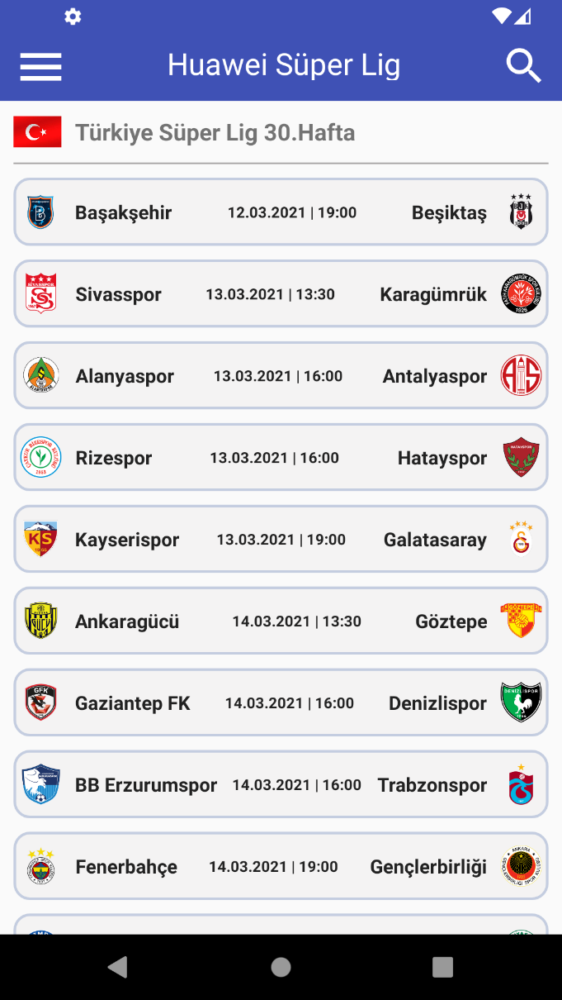 Huawei Süper Lig
Türkiye Süper Lig 30.Hafta
Başakşehir 12.03.2021 | 19:00 Beşiktaş
Sivasspor 13.03.2021 | 13:30 Karagümrük
Alanyaspor 13.03.2021 | 16:00 Antalyaspor
Rizespor 13.03.2021 | 16:00 Hatayspor
Kayserispor 13.03.2021 | 19:00 Galatasaray
Ankaragücü 14.03.2021 | 13:30 Göztepe
Gaziantep FK 14.03.2021 | 16:00 Denizlispor
BB Erzurumspor 14.03.2021 | 16:00 Trabzonspor
Fenerbahçe 14.03.2021 | 19:00 Gençlerbirliği